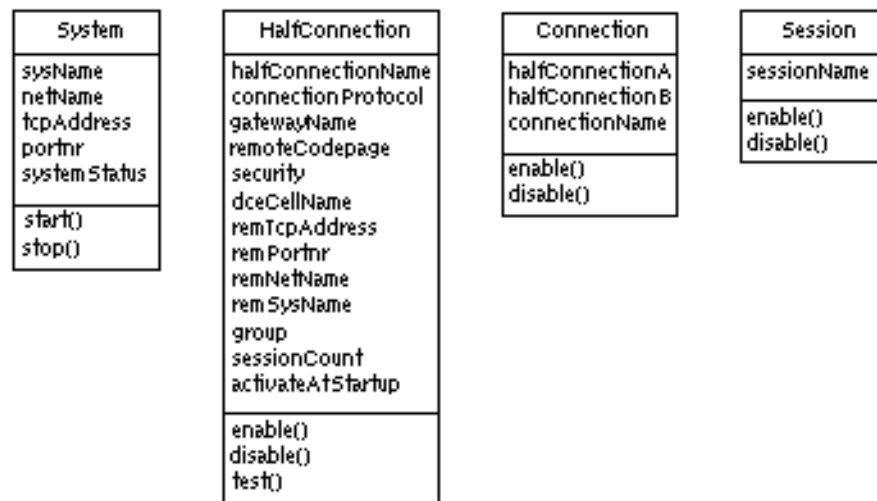 System
sysName
netName
tcpAddress
portnr
systemStatus
start()
stop()
HalfConnection
halfConnectionName
connectionProtocol
gatewayName
remoteCodepage
security
dceCellName
remTcpAddress
remPortnr
remNetName
remSysName
group
sessionCount
activateAtStartup
enable()
disable()
test()
Connection
halfConnectionA
halfConnectionB
connectionName
enable()
disable()
Session
sessionName
enable()
disable()